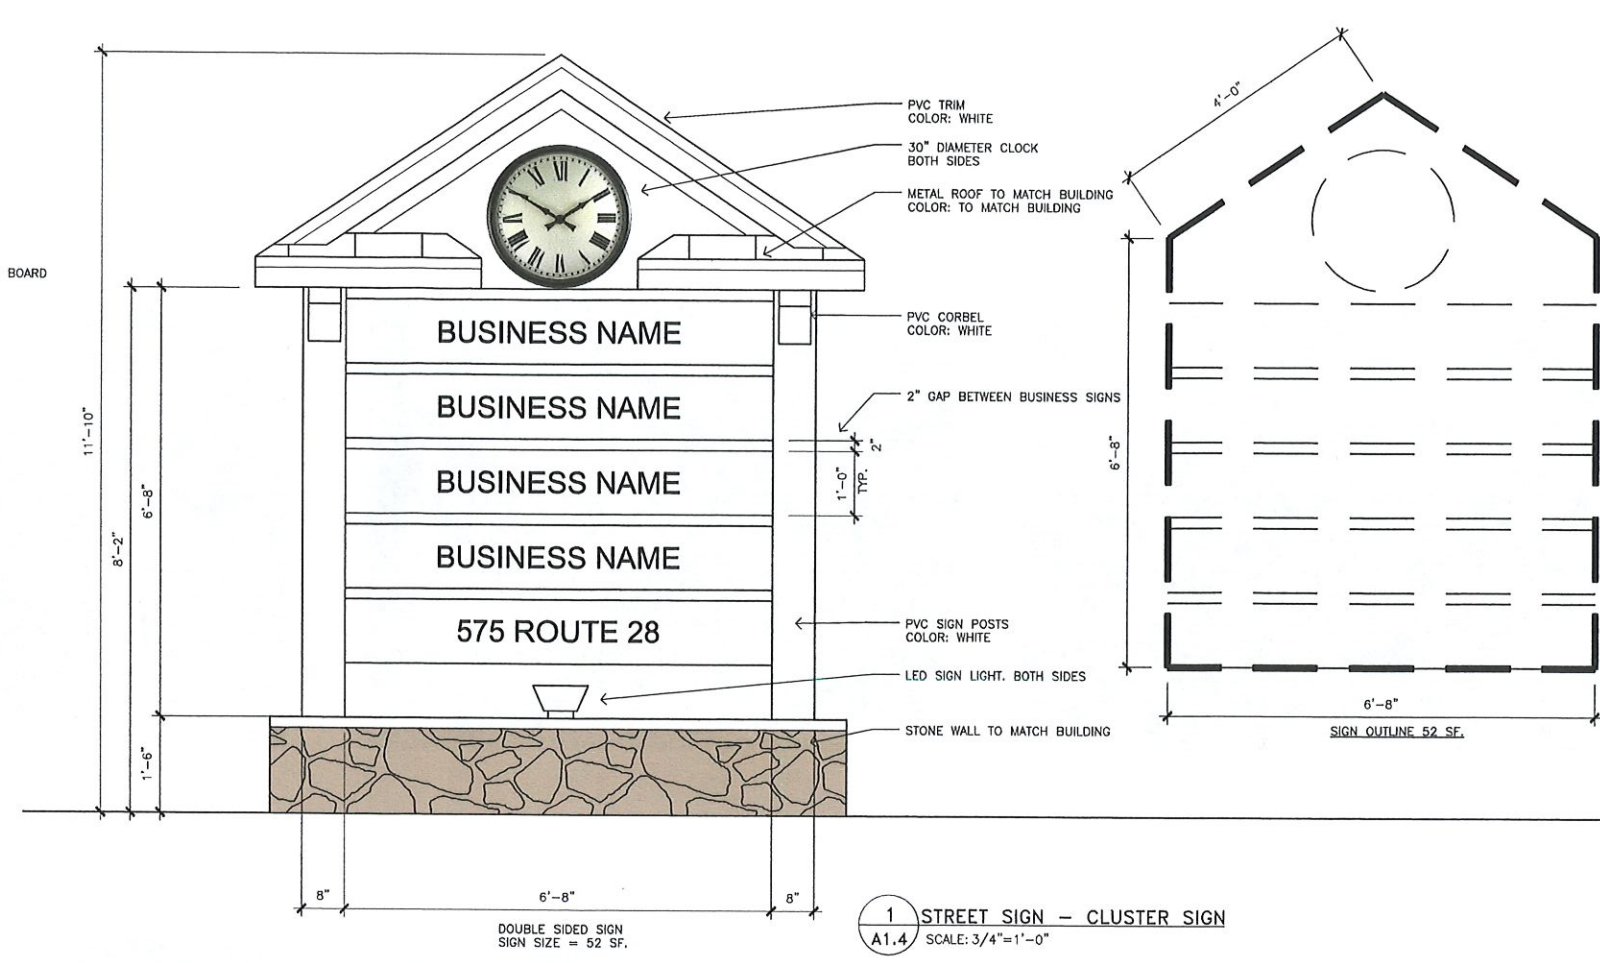 BOARD
11'-10"
8'-2"
6'-8"
1'-6"
XII
BUSINESS NAME
BUSINESS NAME
BUSINESS NAME
BUSINESS NAME
575 ROUTE 28
PVC TRIM
COLOR: WHITE
30" DIAMETER CLOCK
BOTH SIDES
METAL ROOF TO MATCH BUILDING
COLOR: TO MATCH BUILDING
PVC CORBEL
COLOR: WHITE
2" GAP BETWEEN BUSINESS SIGNS
2"
1'-0"
TYP.
PVC SIGN POSTS
COLOR: WHITE
LED SIGN LIGHT. BOTH SIDES
STONE WALL TO MATCH BUILDING
8"
6'-8"
8"
DOUBLE SIDED SIGN
SIGN SIZE = 52 SF.
1
A1.4
STREET SIGN - CLUSTER SIGN
SCALE: 3/4"=1'-0"
4'-0"
6'-8"
6'-8"
SIGN OUTLINE 52 SF.